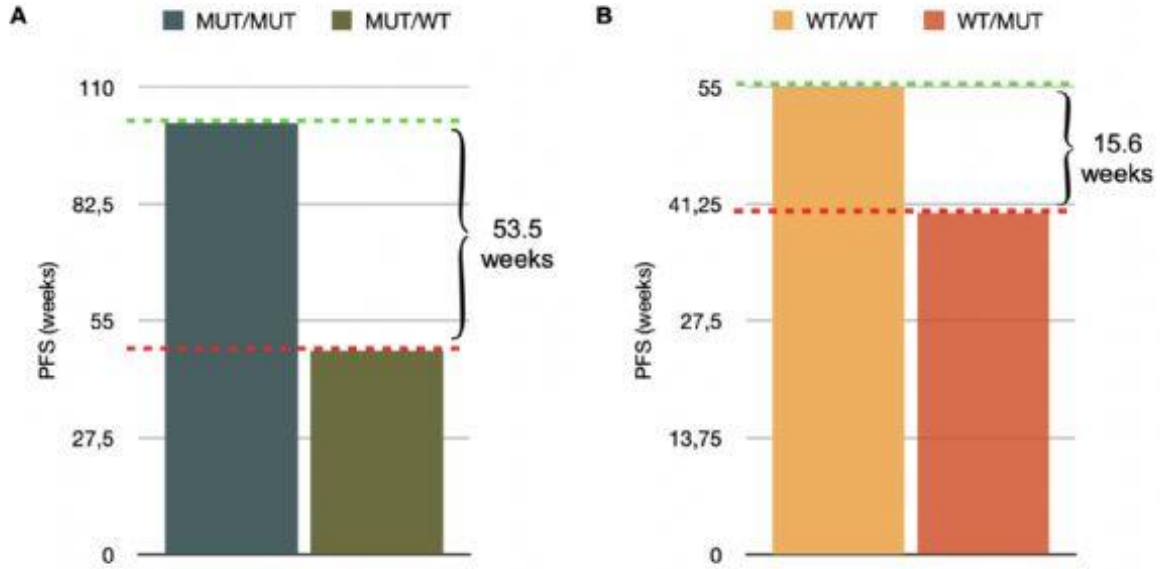 A
MUT/MUT
MUT/WT
110
82,5
55
27,5
0
PFS (weeks)
53.5
weeks
B
WT/WT
WT/MUT
55
41,25
27,5
13,75
0
PFS (weeks)
15.6
weeks